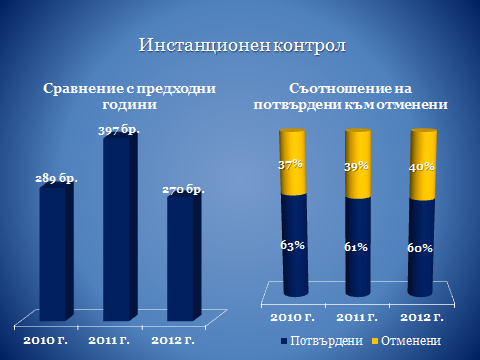 Инстанционен контрол
Сравнение с предходни
години
289 бр.
397 бр.
270 бр.
2010 г.
2011 г.
2012 г.
Съотношение на
потвърдени към отменени
37%
39%
40%
63%
61%
60%
2010 г.
2011 г.
2012 г.
Потвърдени
Отменени